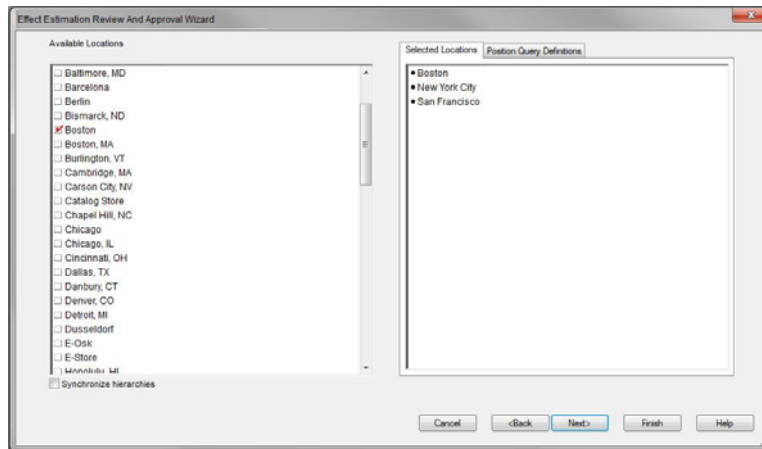 Effect Estimation Review And Approval Wizard
Available Locations
Baltimore, MD
Barcelona
Berlin
Bismarck, ND
Boston
Boston, MA
Burlington, VT
Cambridge, MA
Carson City, NV
Catalog Store
Chapel Hill, NC
Chicago
Chicago, IL
Cincinnati, OH
Dallas, TX
Danbury, CT
Denver, CO
Detroit, MI
Dusseldorf
E-Osk
E-Store
Honolulu, HI
Synchronize hierarchies
Selected Locations Position Query Definitions
• Boston
• New York City
• San Francisco
Cancel <Back Next> Finish Help